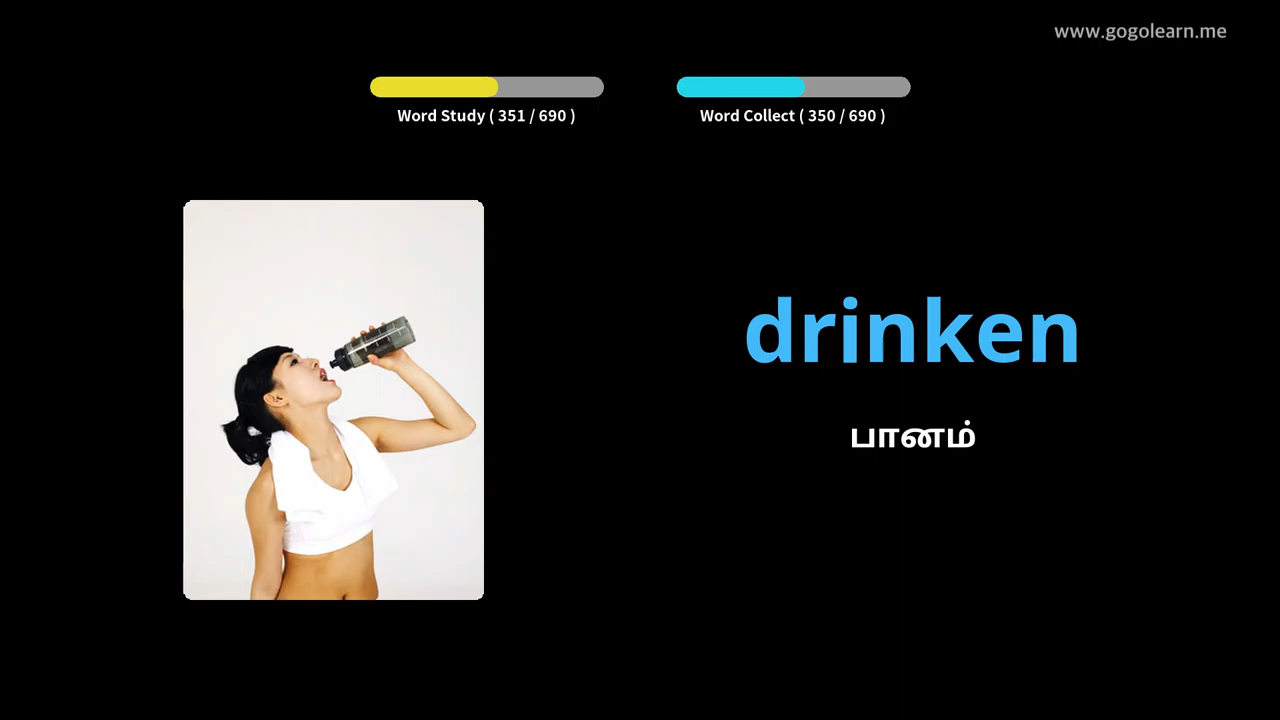 www.gogolearn.me
Word Study ( 351 / 690 )
Word Collect ( 350 / 690 )
drinken
பானம்